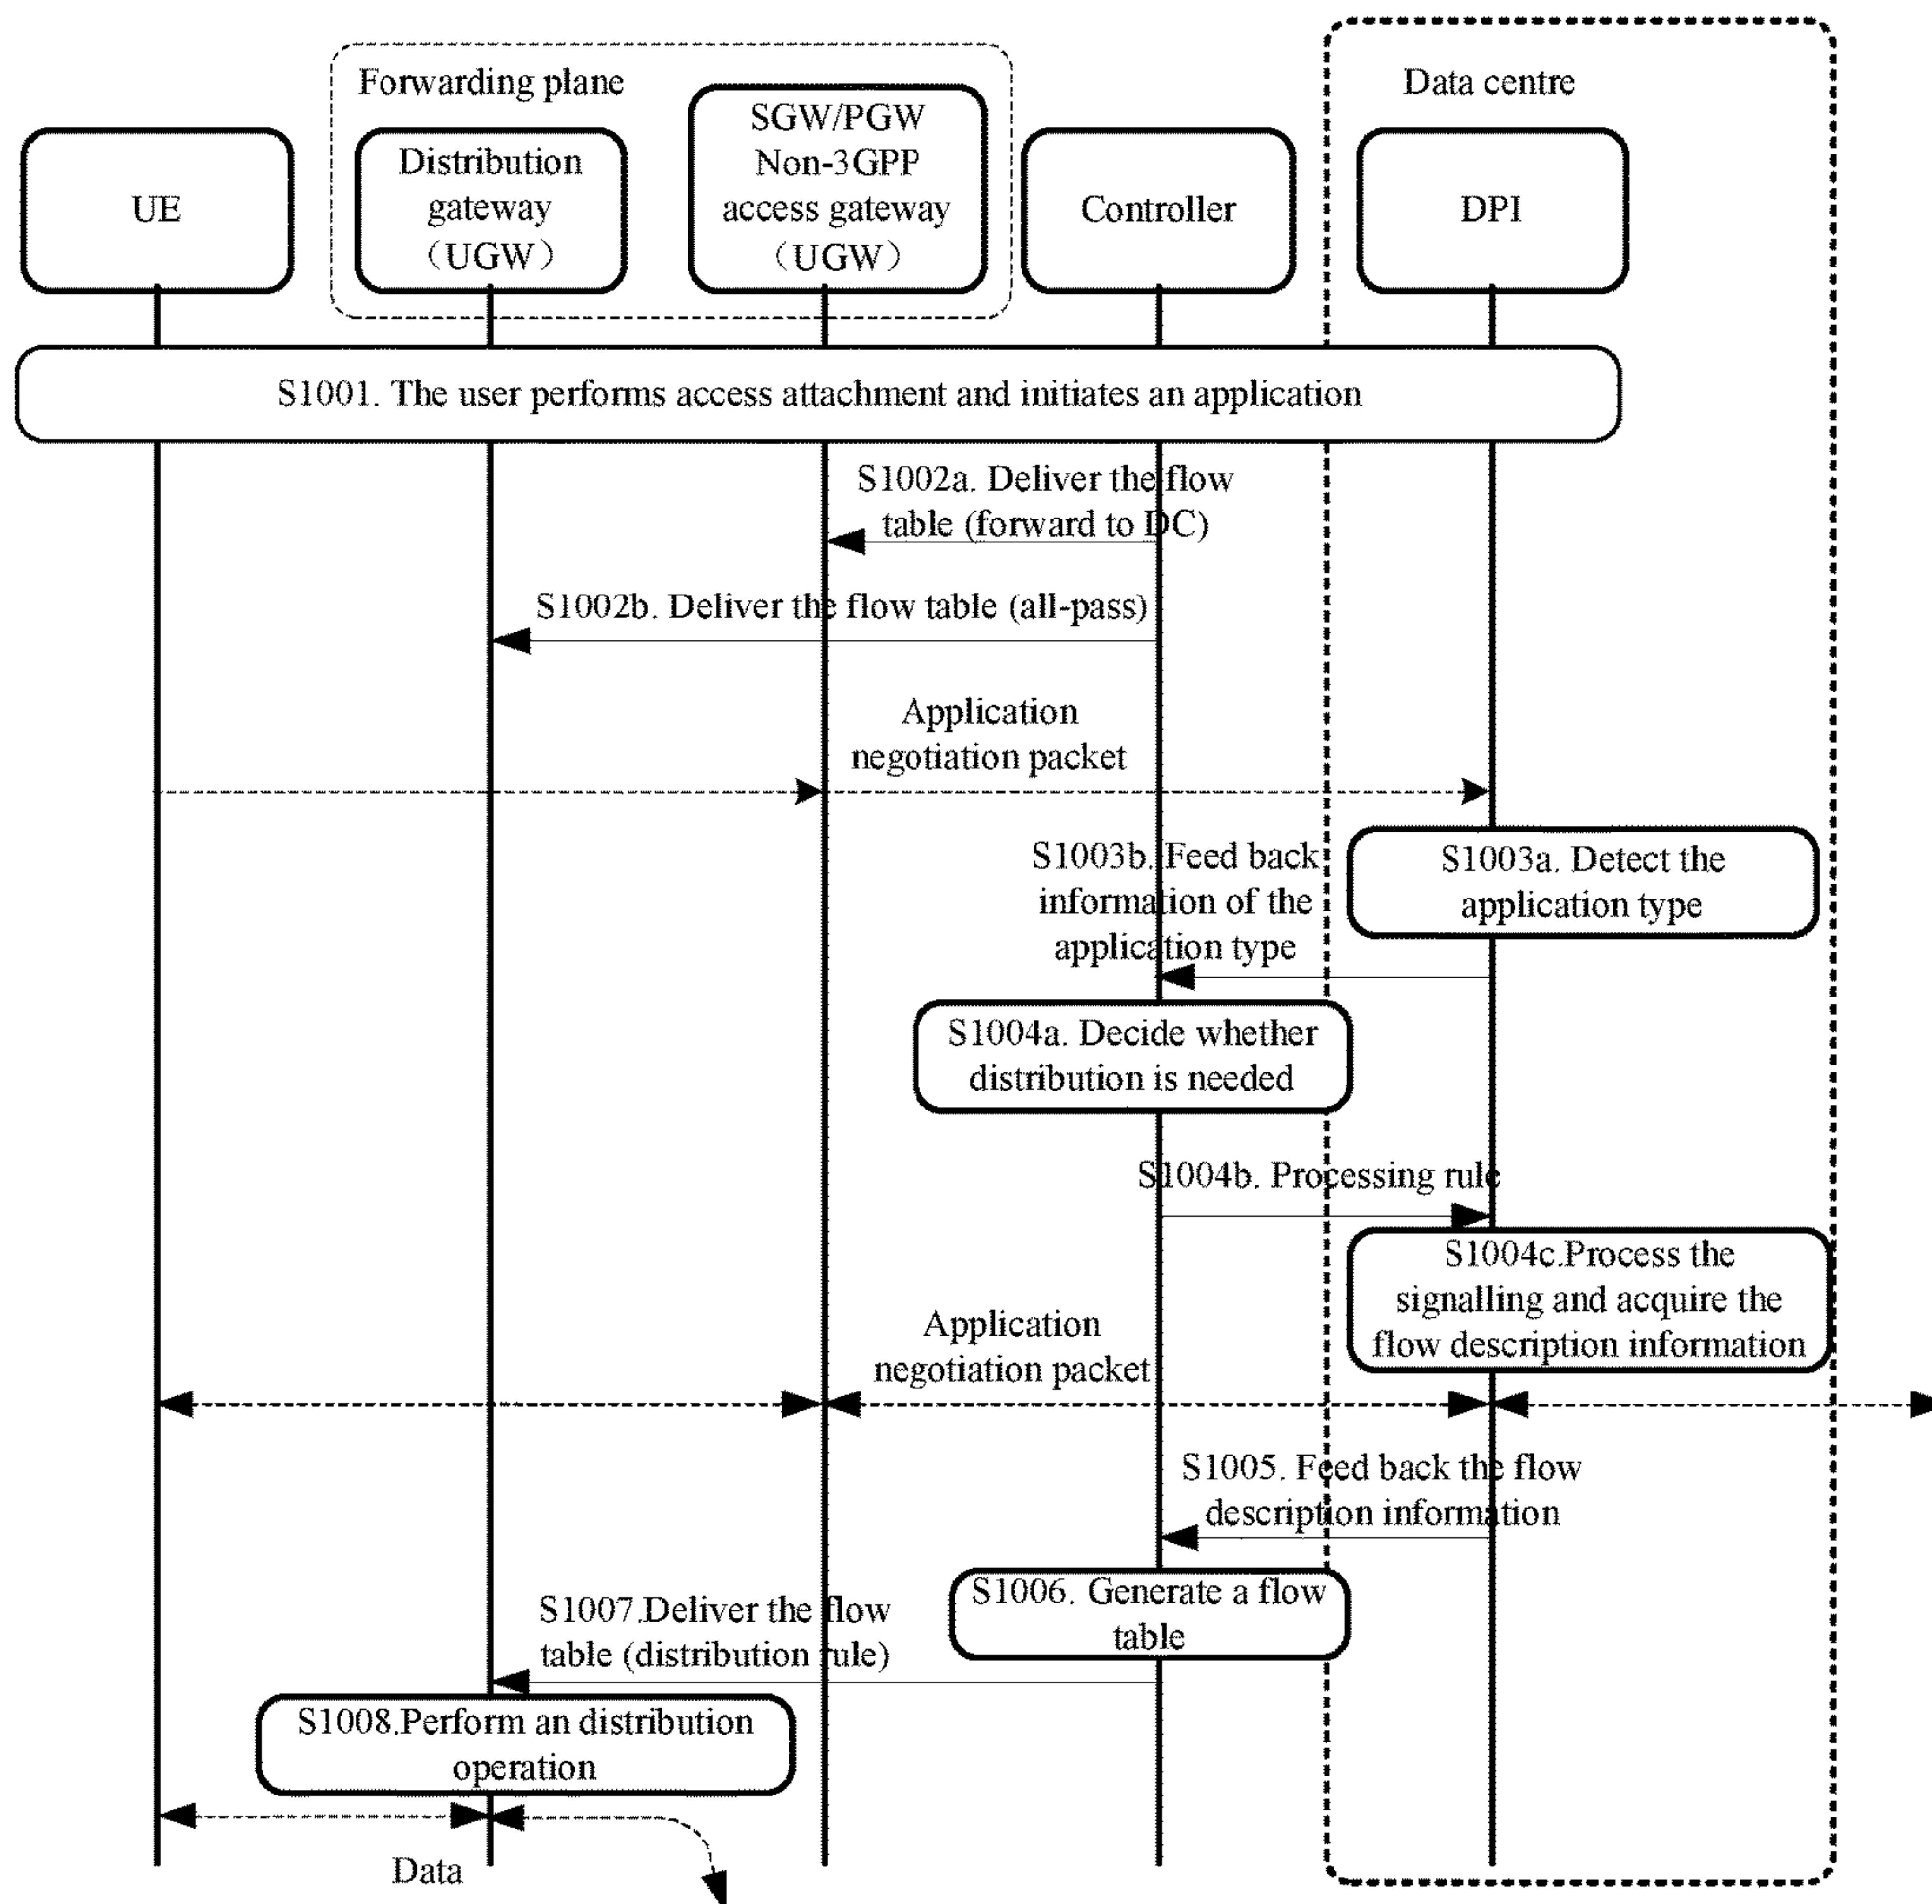 Forwarding plane
Data centre
UE
Distribution
gateway
（UGW）
SGW/PGW
Non-3GPP
access gateway
（UGW）
Controller
DPI
S1001. The user performs access attachment and initiates an application
S1002a. Deliver the flow
table (forward to DC)
S1002b. Deliver the flow table (all-pass)
Application
negotiation packet
S1003a. Detect the
application type
S1003b. Feed back
information of the
application type
S1004a. Decide whether
distribution is needed
S1004b. Processing rule
S1004c.Process the
signalling and acquire the
flow description information
Application
negotiation packet
S1005. Feed back the flow
description information
S1006. Generate a flow
table
S1007.Deliver the flow
table (distribution rule)
S1008.Perform an distribution
operation
Data